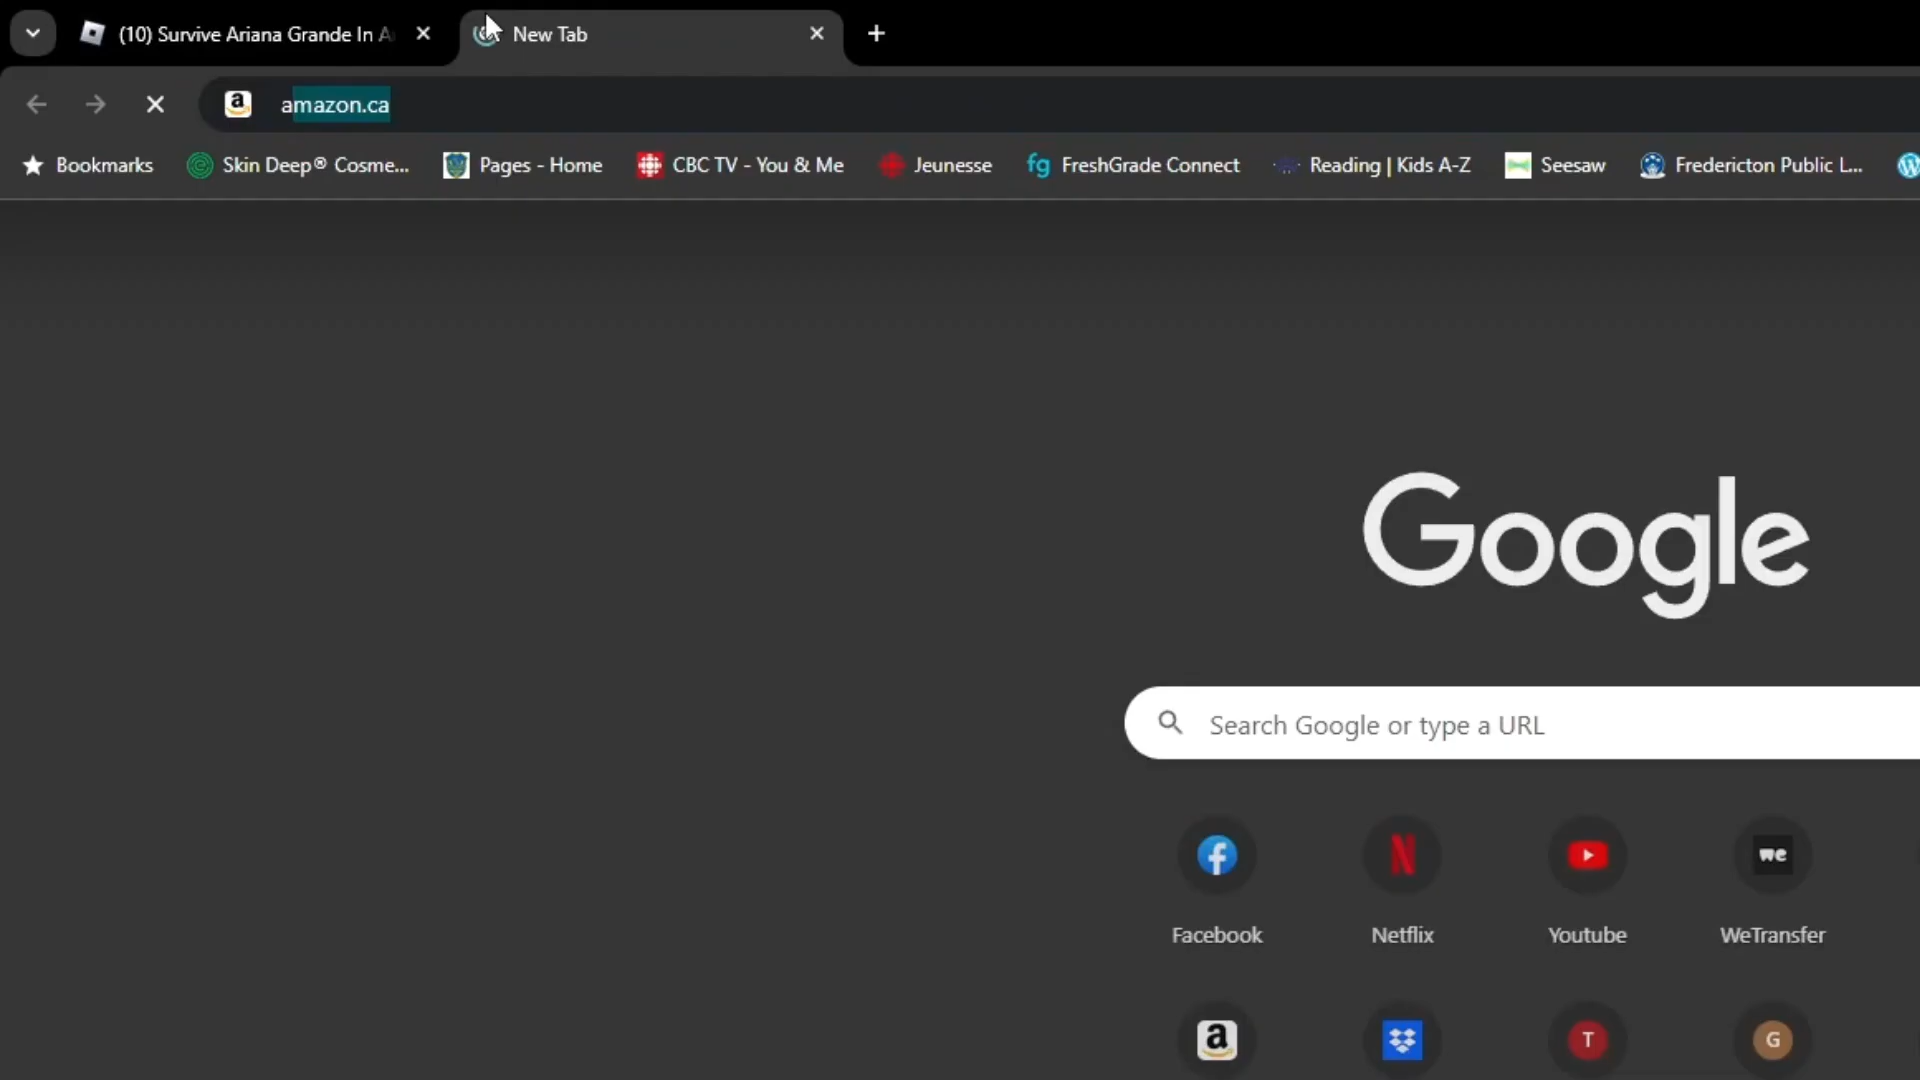 (10) Survive Ariana Grande In A
New Tab
amazon.ca
Bookmarks
Skin Deep® Cosme...
Pages - Home
CBC TV - You & Me
Jeunesse
fg FreshGrade Connect
Reading | Kids A-Z
Seesaw
Fredericton Public L...
Google
Search Google or type a URL
we
Facebook
Netflix
Youtube
WeTransfer
a
T
G